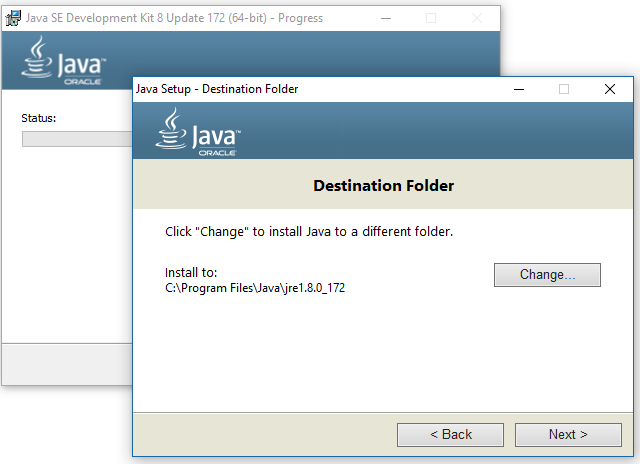 Java SE Development Kit 8 Update 172 (64-bit) - Progress
Java™
ORACLE
Status:
Java Setup - Destination Folder
Java™
ORACLE
Destination Folder
Click "Change" to install Java to a different folder.
Install to:
Change...
C:\Program Files\Java\jre1.8.0_172
< Back
Next >